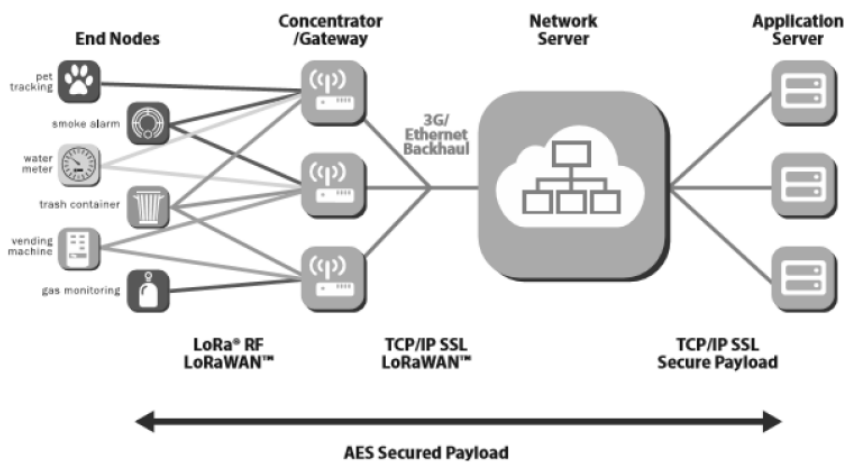 End Nodes
Concentrator
/Gateway
Network
Server
Application
Server
pet
tracking
smoke alarm
water
meter
trash container
vending
machine
gas monitoring
3G/
Ethernet
Backhaul
LoRa® RF
LoRaWAN™
TCP/IP SSL
LoRaWAN™
TCP/IP SSL
Secure Payload
AES Secured Payload